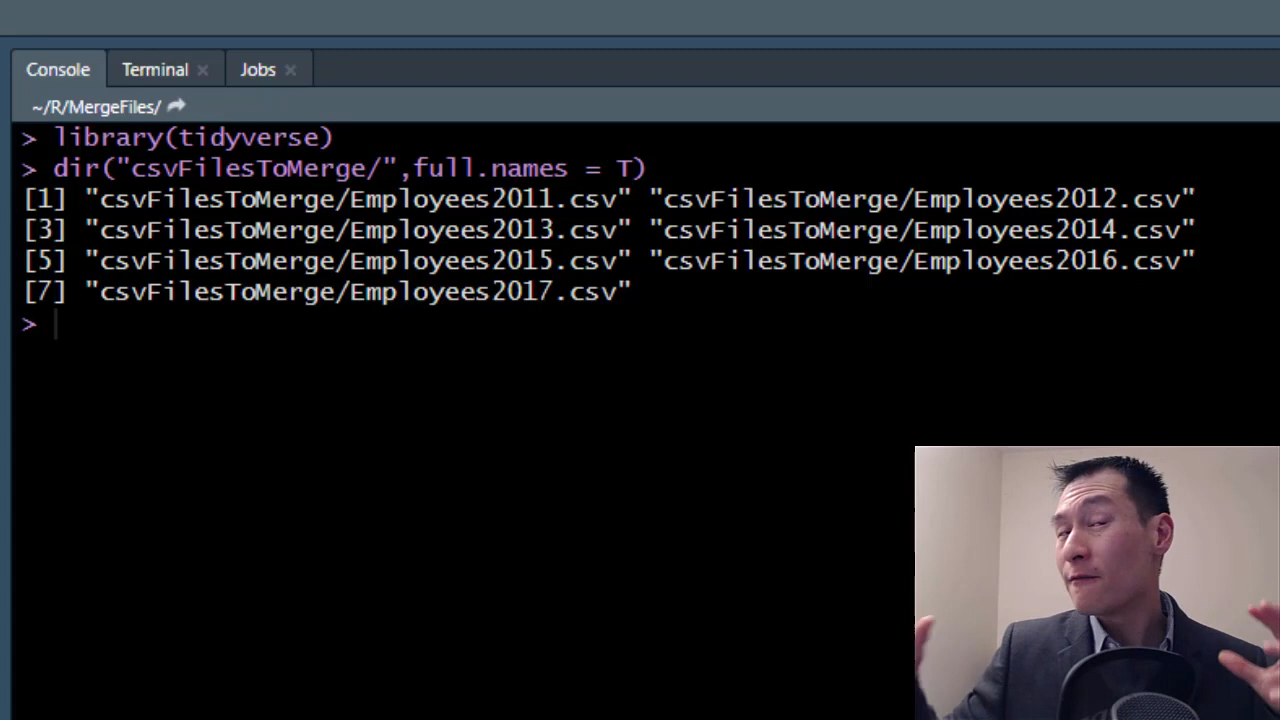 Console Terminal Jobs
~/R/MergeFiles/
> library(tidyverse)
> dir("csvFilesToMerge/",full.names = T)
[1] "csvFilesToMerge/Employees2011.csv" "csvFilesToMerge/Employees2012.csv"
[3] "csvFilesToMerge/Employees2013.csv" "csvFilesToMerge/Employees2014.csv"
[5] "csvFilesToMerge/Employees2015.csv" "csvFilesToMerge/Employees2016.csv"
[7] "csvFilesToMerge/Employees2017.csv"
>